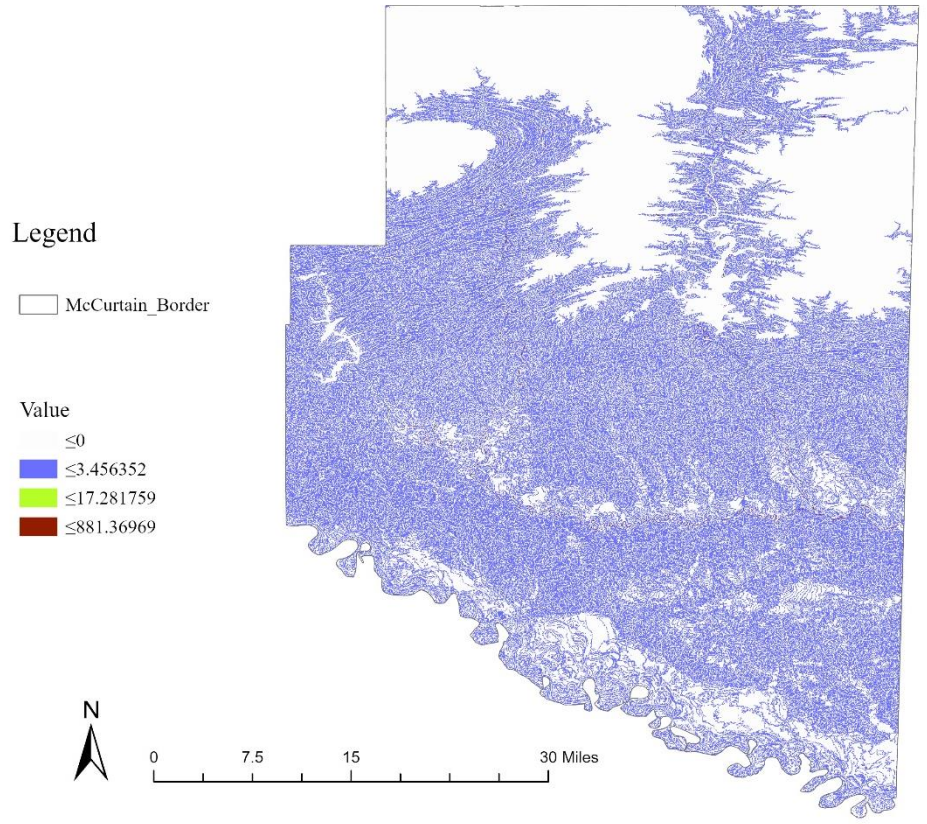 Legend
McCurtain_Border
Value
≤0
≤3.456352
≤17.281759
≤881.36969
N
0 7.5 15 30 Miles